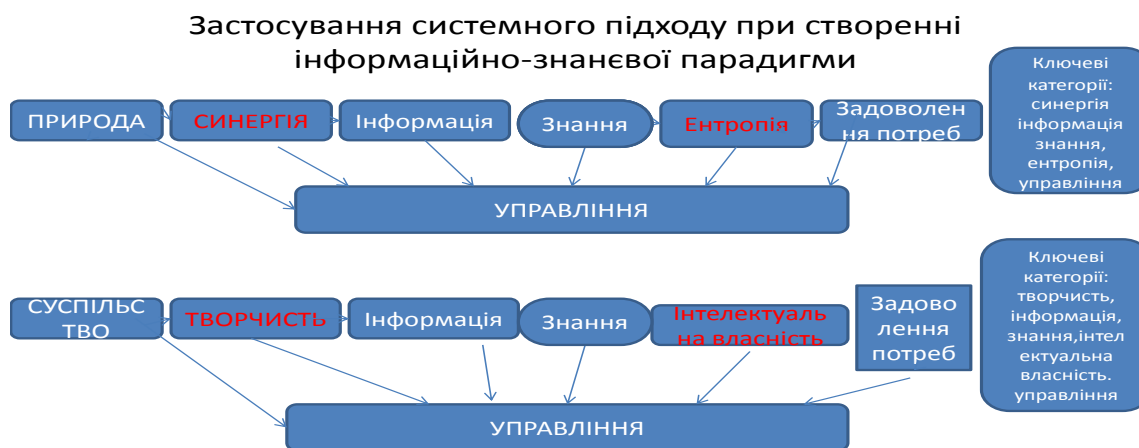 Застосування системного підходу при створенні
інформаційно-знанєвої парадигми
ПРИРОДА
СИНЕРГІЯ
Інформація
Знання
Ентропія
Задоволен
ня потреб
Ключеві
категорії:
синергія
інформація
знання,
ентропія,
управління
УПРАВЛІННЯ
СУСПІЛЬС
ТВО
ТВОРЧИСТЬ
Інформація
Знання
Інтелектуаль
на власність
Задово
лення
потреб
Ключеві
категорії:
творчисть,
інформація,
знання,інтел
ектуальна
власність.
управління
УПРАВЛІННЯ